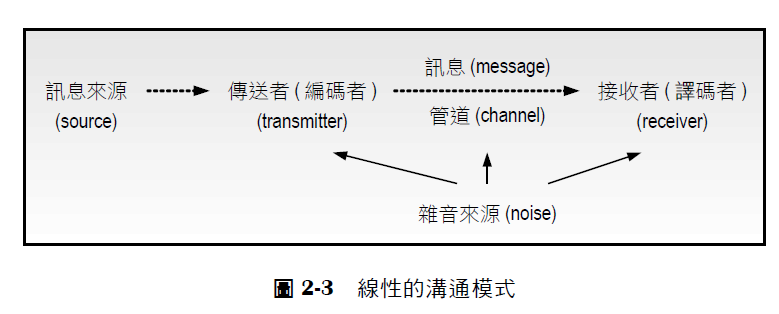 訊息 (message)
訊息來源 傳送者 ( 編碼者 ) 接收者 ( 譯碼者 )
管道 (channel)
(source) (transmitter) (receiver)
雜音來源 (noise)
圖 2-3 線性的溝通模式